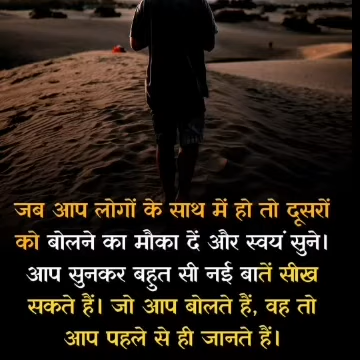 जब आप लोगों के साथ में हो तो दूसरों
को बोलने का मौका दें और स्वयं सुने।
आप सुनकर बहुत सी नई बातें सीख
सकते हैं। जो आप बोलते हैं, वह तो
आप पहले से ही जानते हैं।